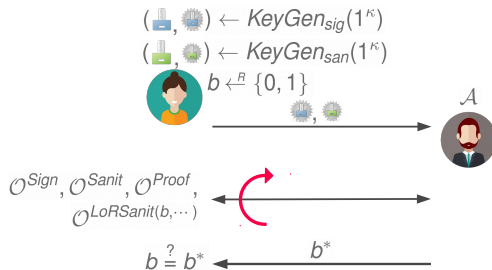 ( , ) ← KeyGen_sig(1^κ)
( , ) ← KeyGen_san(1^κ)
b ←^R {0, 1}
,
𝒜
𝒪^Sign, 𝒪^Sanit, 𝒪^Proof,
𝒪^LoRSanit(b,⋯)
b ≟ b* b*